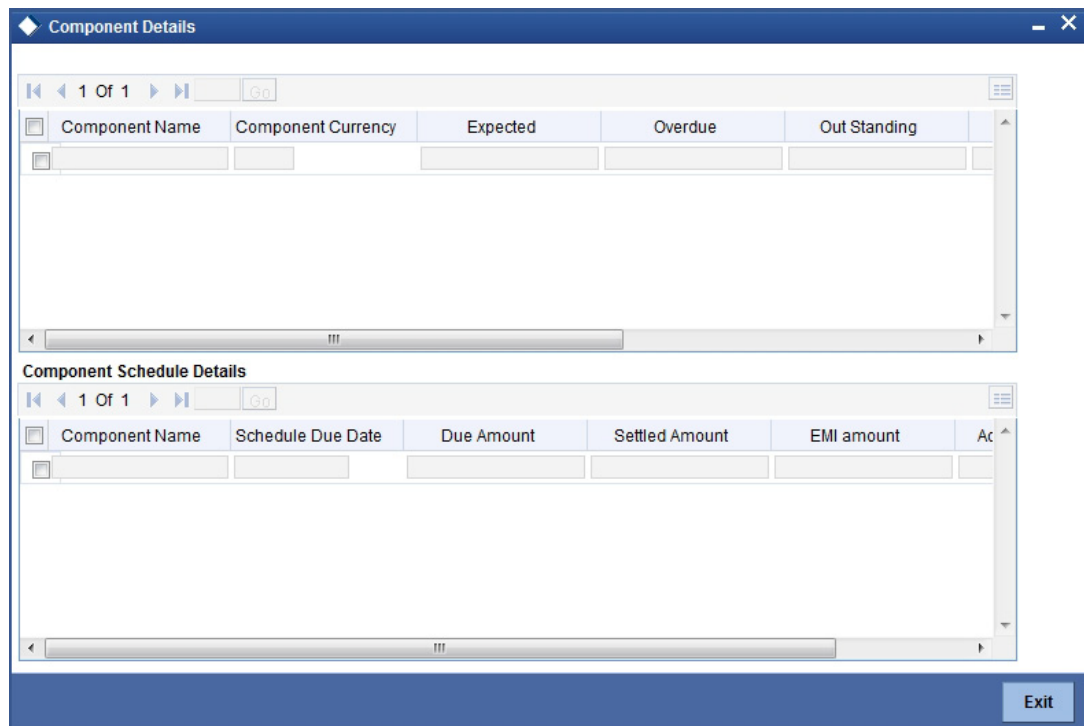 Component Details
1 Of 1 Go
Component Name Component Currency Expected Overdue Out Standing
Component Schedule Details
1 Of 1 Go
Component Name Schedule Due Date Due Amount Settled Amount EMI amount Ac
Exit